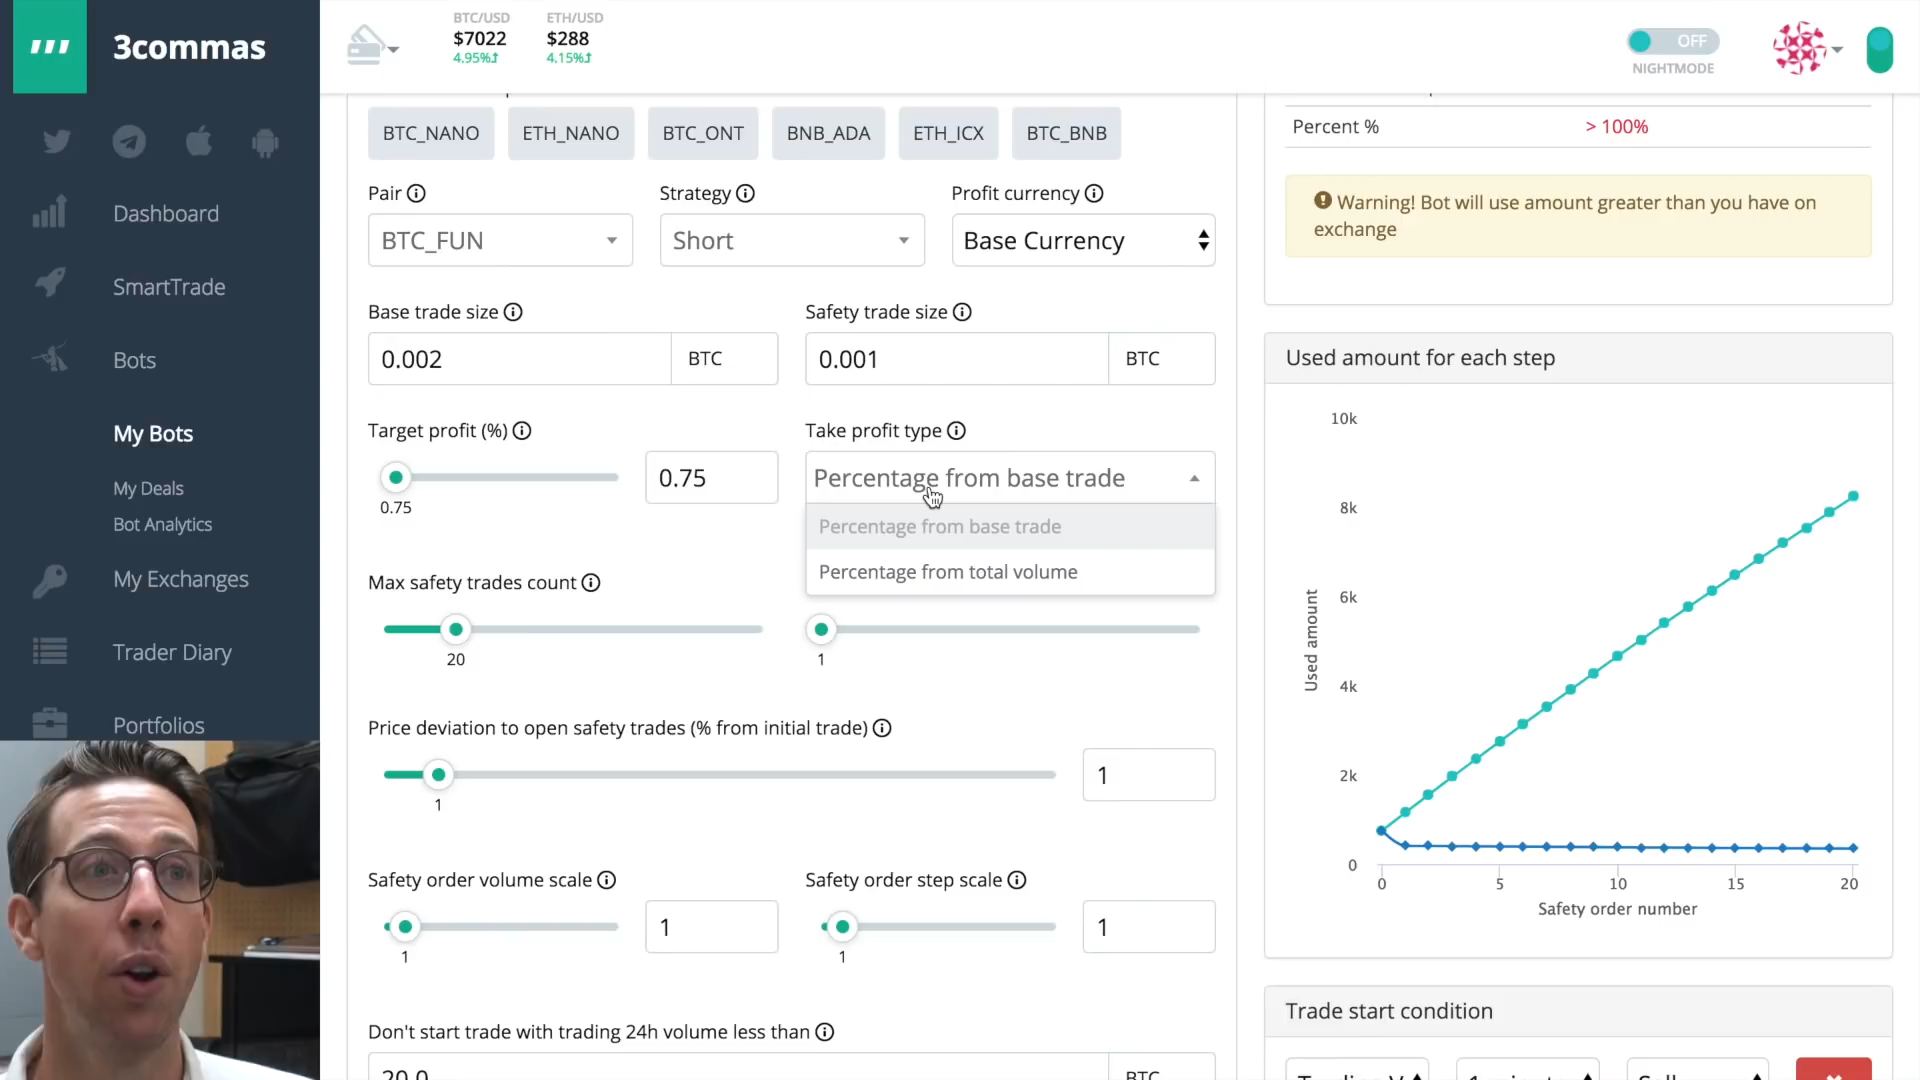 3commas
BTC/USD
$7022
4.95%
ETH/USD
$288
4.15%
OFF
NIGHTMODE
Dashboard
SmartTrade
Bots
My Bots
My Deals
Bot Analytics
My Exchanges
Trader Diary
Portfolios
BTC_NANO
ETH_NANO
BTC_ONT
BNB_ADA
ETH_ICX
BTC_BNB
Pair
BTC_FUN
Strategy
Short
Profit currency
Base Currency
Base trade size
0.002
BTC
Safety trade size
0.001
BTC
Target profit (%)
0.75
0.75
Take profit type
Percentage from base trade
Percentage from base trade
Percentage from total volume
Max safety trades count
20
1
Price deviation to open safety trades (% from initial trade)
1
1
Safety order volume scale
1
1
Safety order step scale
1
1
Don't start trade with trading 24h volume less than
20.0
BTC
Percent %
> 100%
Warning! Bot will use amount greater than you have on
exchange
Used amount for each step
10k
8k
6k
4k
2k
0
Used amount
0
5
10
15
20
Safety order number
Trade start condition